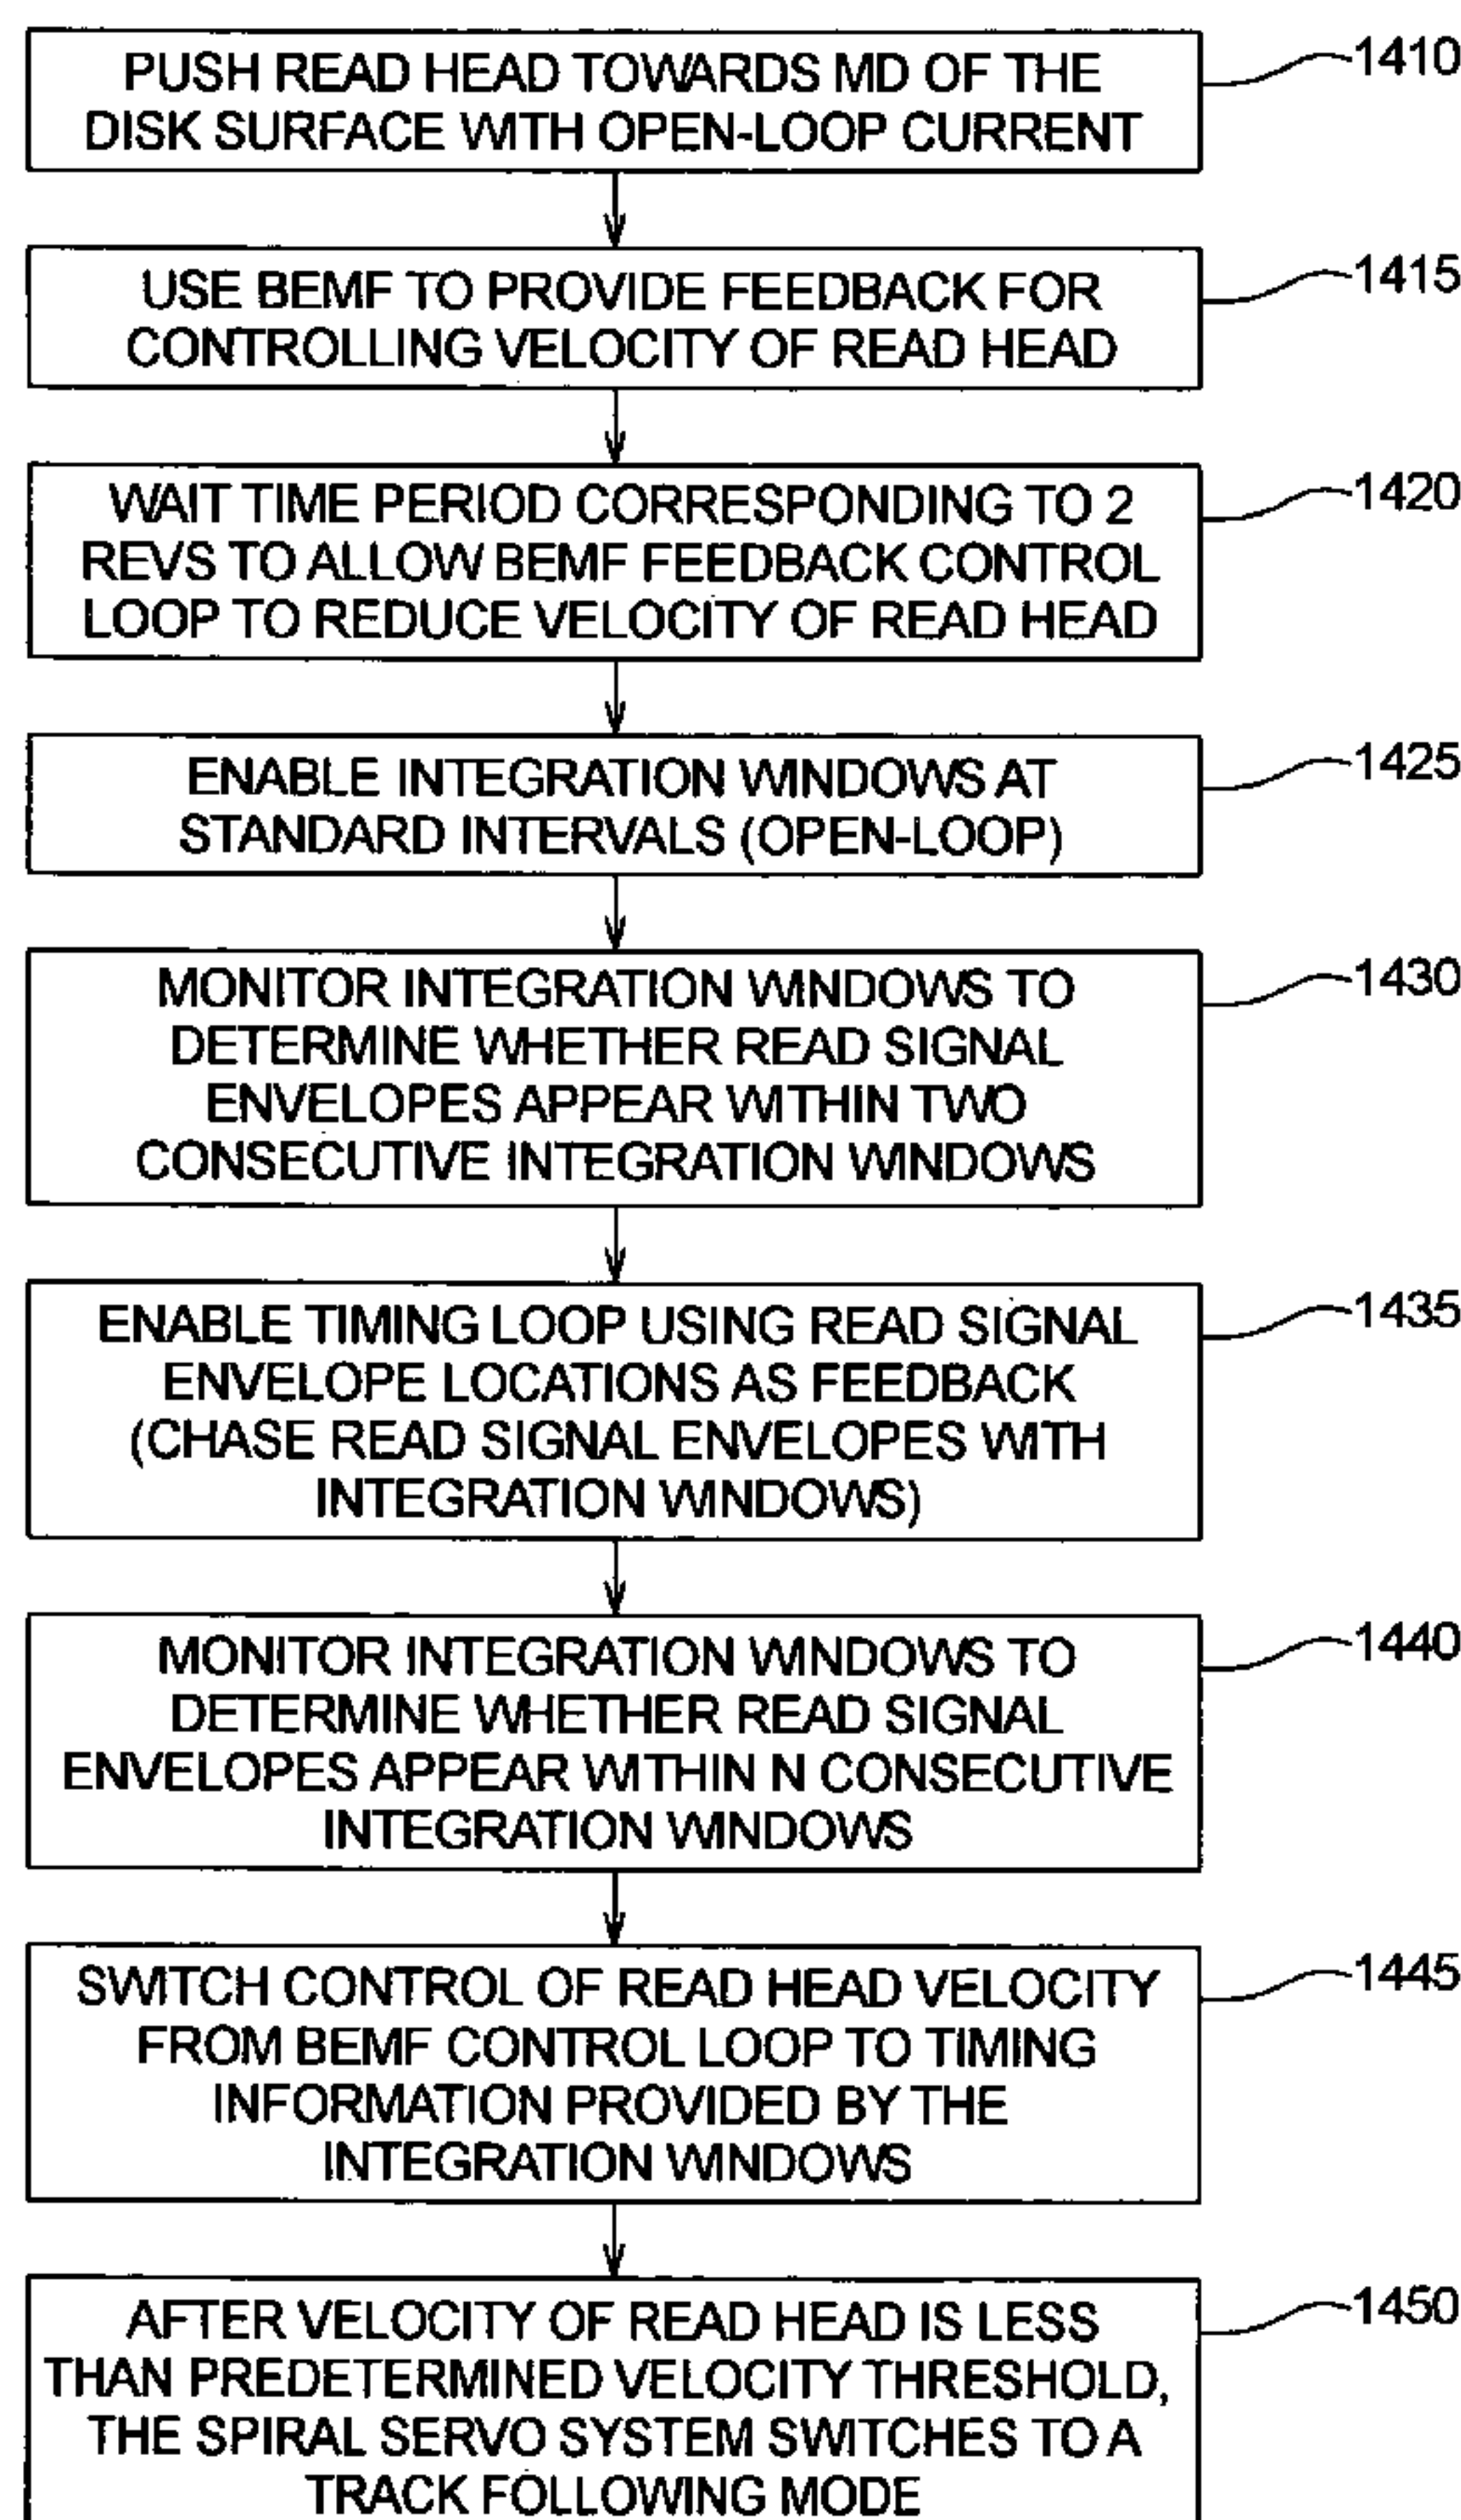 PUSH READ HEAD TOWARDS MD OF THE
DISK SURFACE WITH OPEN-LOOP CURRENT
1410
USE BEMF TO PROVIDE FEEDBACK FOR
CONTROLLING VELOCITY OF READ HEAD
1415
WAIT TIME PERIOD CORRESPONDING TO 2
REVS TO ALLOW BEMF FEEDBACK CONTROL
LOOP TO REDUCE VELOCITY OF READ HEAD
1420
ENABLE INTEGRATION WINDOWS AT
STANDARD INTERVALS (OPEN-LOOP)
1425
MONITOR INTEGRATION WINDOWS TO
DETERMINE WHETHER READ SIGNAL
ENVELOPES APPEAR WITHIN TWO
CONSECUTIVE INTEGRATION WINDOWS
1430
ENABLE TIMING LOOP USING READ SIGNAL
ENVELOPE LOCATIONS AS FEEDBACK
(CHASE READ SIGNAL ENVELOPES WITH
INTEGRATION WINDOWS)
1435
MONITOR INTEGRATION WINDOWS TO
DETERMINE WHETHER READ SIGNAL
ENVELOPES APPEAR WITHIN N CONSECUTIVE
INTEGRATION WINDOWS
1440
SWITCH CONTROL OF READ HEAD VELOCITY
FROM BEMF CONTROL LOOP TO TIMING
INFORMATION PROVIDED BY THE
INTEGRATION WINDOWS
1445
AFTER VELOCITY OF READ HEAD IS LESS
THAN PREDETERMINED VELOCITY THRESHOLD,
THE SPIRAL SERVO SYSTEM SWITCHES TO A
TRACK FOLLOWING MODE
1450